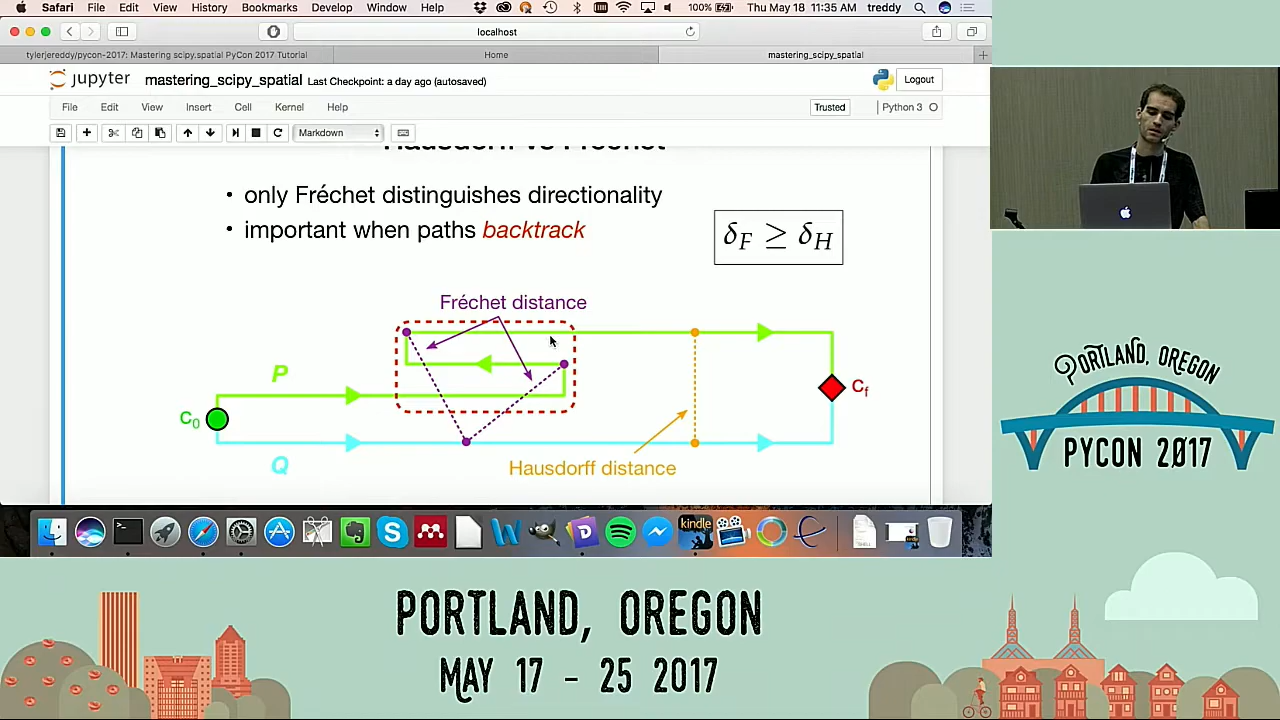 Safari File Edit View History Bookmarks Develop Window Help 100% Thu May 18 11:35 AM treddy
localhost
tylerjereddy/pycon-2017: Mastering scipy.spatial PyCon 2017 Tutorial Home mastering_scipy_spatial
jupyter mastering_scipy_spatial Last Checkpoint: a day ago (autosaved) Logout
File Edit View Insert Cell Kernel Help Trusted Python 3
Markdown
Hausdorff vs Fréchet
• only Fréchet distinguishes directionality
• important when paths backtrack
δF ≥ δH
Fréchet distance
P
C0
Cf
Q
Hausdorff distance
kindle
PORTLAND, OREGON
PYCON 2017
PORTLAND, OREGON
MAY 17 - 25 2017